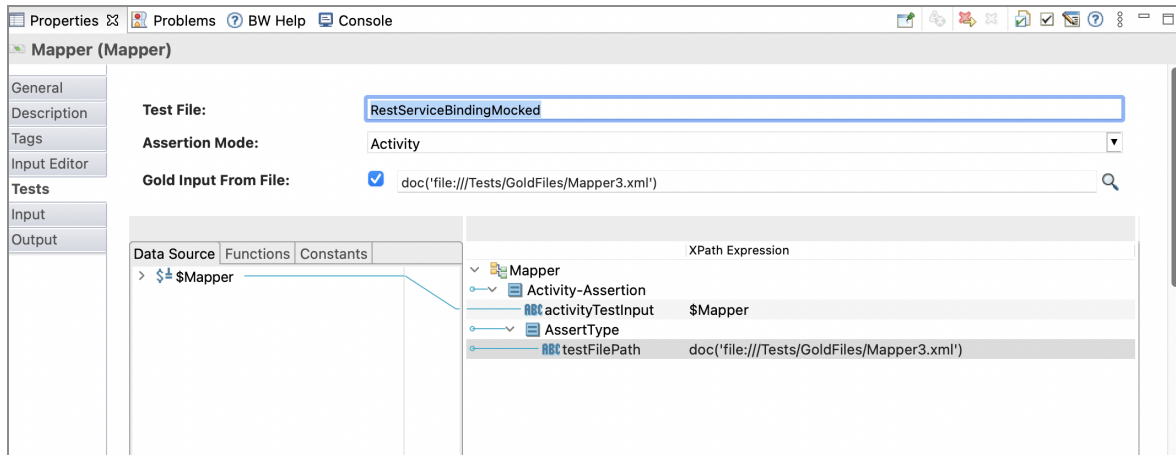 Properties Problems BW Help Console
Mapper (Mapper)
General
Description
Tags
Input Editor
Tests
Input
Output
Test File: RestServiceBindingMocked
Assertion Mode: Activity
Gold Input From File: doc('file:///Tests/GoldFiles/Mapper3.xml')
Data Source Functions Constants
$Mapper
XPath Expression
Mapper
Activity-Assertion
ABC activityTestInput $Mapper
AssertType
ABC testFilePath doc('file:///Tests/GoldFiles/Mapper3.xml')